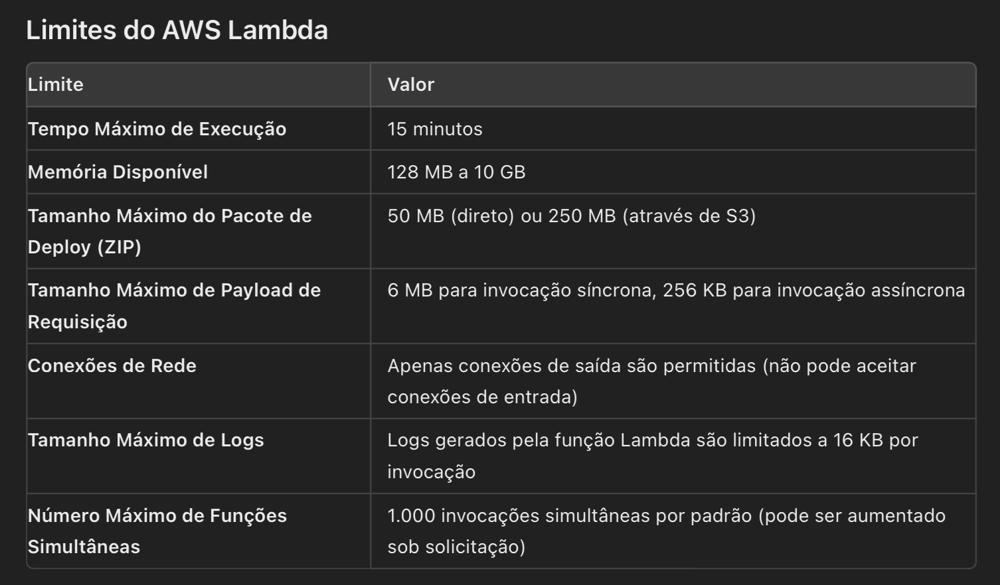 Limites do AWS Lambda
Limite
Valor
Tempo Máximo de Execução
15 minutos
Memória Disponível
128 MB a 10 GB
Tamanho Máximo do Pacote de
Deploy (ZIP)
50 MB (direto) ou 250 MB (através de S3)
Tamanho Máximo de Payload de
Requisição
6 MB para invocação síncrona, 256 KB para invocação assíncrona
Conexões de Rede
Apenas conexões de saída são permitidas (não pode aceitar
conexões de entrada)
Tamanho Máximo de Logs
Logs gerados pela função Lambda são limitados a 16 KB por
invocação
Número Máximo de Funções
Simultâneas
1.000 invocações simultâneas por padrão (pode ser aumentado
sob solicitação)